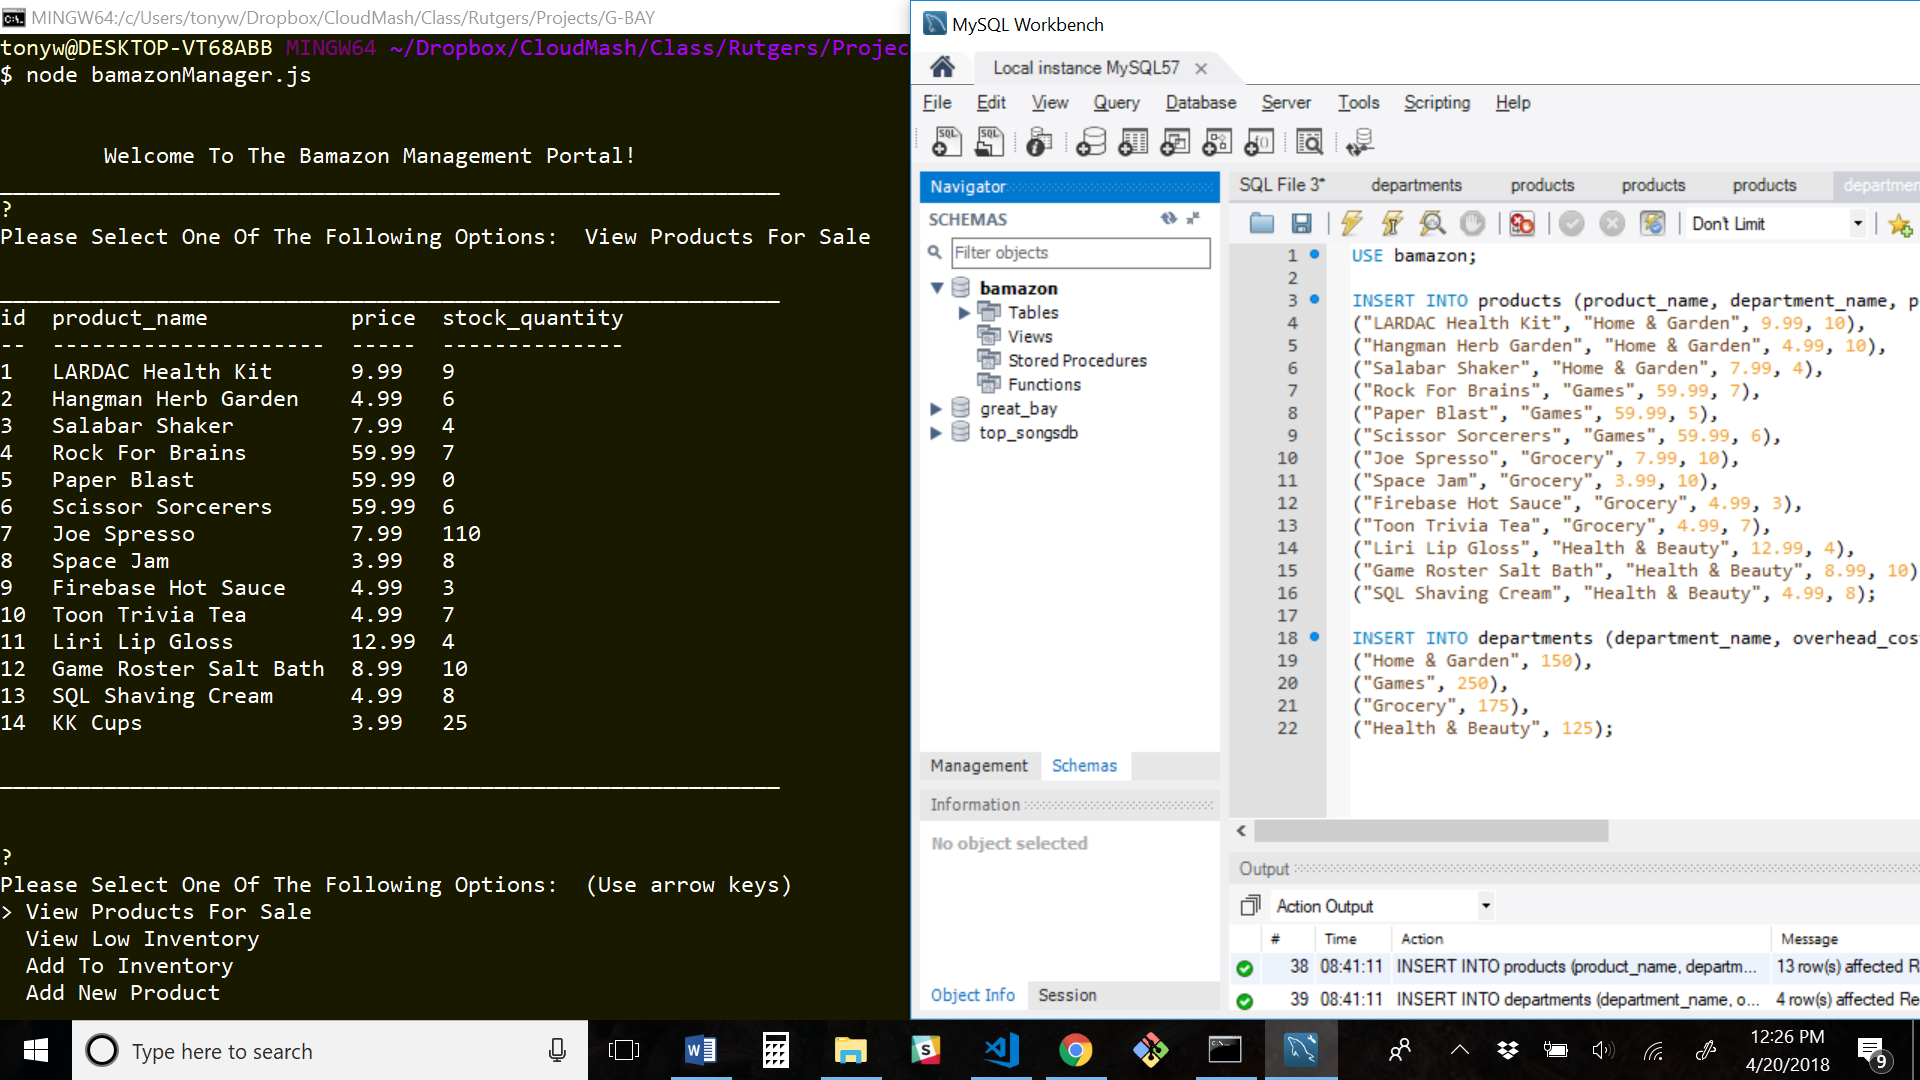 MINGW64:/c/Users/tonyw/Dropbox/CloudMash/Class/Rutgers/Projects/G-BAY
tonyw@DESKTOP-VT68ABB MINGW64 ~/Dropbox/CloudMash/Class/Rutgers/Projec
$ node bamazonManager.js
Welcome To The Bamazon Management Portal!
____________________________________________________________
?
Please Select One Of The Following Options:  View Products For Sale
____________________________________________________________
id  product_name           price  stock_quantity
--  ---------------------  -----  --------------
1   LARDAC Health Kit      9.99   9
2   Hangman Herb Garden    4.99   6
3   Salabar Shaker         7.99   4
4   Rock For Brains        59.99  7
5   Paper Blast            59.99  0
6   Scissor Sorcerers      59.99  6
7   Joe Spresso            7.99   110
8   Space Jam              3.99   8
9   Firebase Hot Sauce     4.99   3
10  Toon Trivia Tea        4.99   7
11  Liri Lip Gloss         12.99  4
12  Game Roster Salt Bath  8.99   10
13  SQL Shaving Cream      4.99   8
14  KK Cups                3.99   25
____________________________________________________________
?
Please Select One Of The Following Options:  (Use arrow keys)
> View Products For Sale
View Low Inventory
Add To Inventory
Add New Product
MySQL Workbench
Local instance MySQL57
File Edit View Query Database Server Tools Scripting Help
SQL SQL
Navigator
SCHEMAS
Filter objects
bamazon
Tables
Views
Stored Procedures
Functions
great_bay
top_songsdb
Management Schemas
Information
No object selected
Object Info Session
SQL File 3* departments products products products departmen
Don't Limit
1 USE bamazon;
2
3 INSERT INTO products (product_name, department_name, p
4 ("LARDAC Health Kit", "Home & Garden", 9.99, 10),
5 ("Hangman Herb Garden", "Home & Garden", 4.99, 10),
6 ("Salabar Shaker", "Home & Garden", 7.99, 4),
7 ("Rock For Brains", "Games", 59.99, 7),
8 ("Paper Blast", "Games", 59.99, 5),
9 ("Scissor Sorcerers", "Games", 59.99, 6),
10 ("Joe Spresso", "Grocery", 7.99, 10),
11 ("Space Jam", "Grocery", 3.99, 10),
12 ("Firebase Hot Sauce", "Grocery", 4.99, 3),
13 ("Toon Trivia Tea", "Grocery", 4.99, 7),
14 ("Liri Lip Gloss", "Health & Beauty", 12.99, 4),
15 ("Game Roster Salt Bath", "Health & Beauty", 8.99, 10)
16 ("SQL Shaving Cream", "Health & Beauty", 4.99, 8);
17
18 INSERT INTO departments (department_name, overhead_cos
19 ("Home & Garden", 150),
20 ("Games", 250),
21 ("Grocery", 175),
22 ("Health & Beauty", 125);
Output
Action Output
# Time Action Message
38 08:41:11 INSERT INTO products (product_name, departm... 13 row(s) affected R
39 08:41:11 INSERT INTO departments (department_name, o... 4 row(s) affected Re
Type here to search
12:26 PM
4/20/2018
9